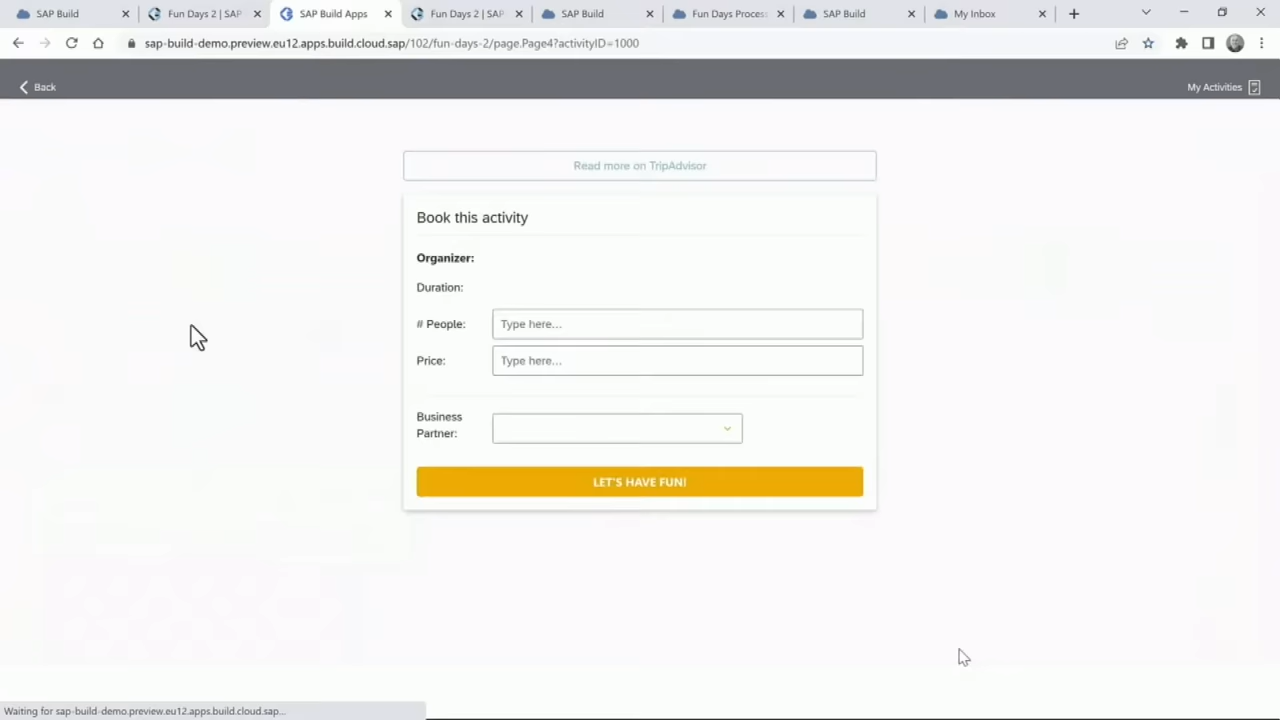 SAP Build
Fun Days 2 | SAP
SAP Build Apps
Fun Days 2 | SAP
SAP Build
Fun Days Process
SAP Build
My Inbox
sap-build-demo.preview.eu12.apps.build.cloud.sap/102/fun-days-2/page.Page4?activityID=1000
Back
My Activities
Read more on TripAdvisor
Book this activity
Organizer:
Duration:
# People:
Type here...
Price:
Type here...
Business
Partner:
LET'S HAVE FUN!
Waiting for sap-build-demo.preview.eu12.apps.build.cloud.sap...